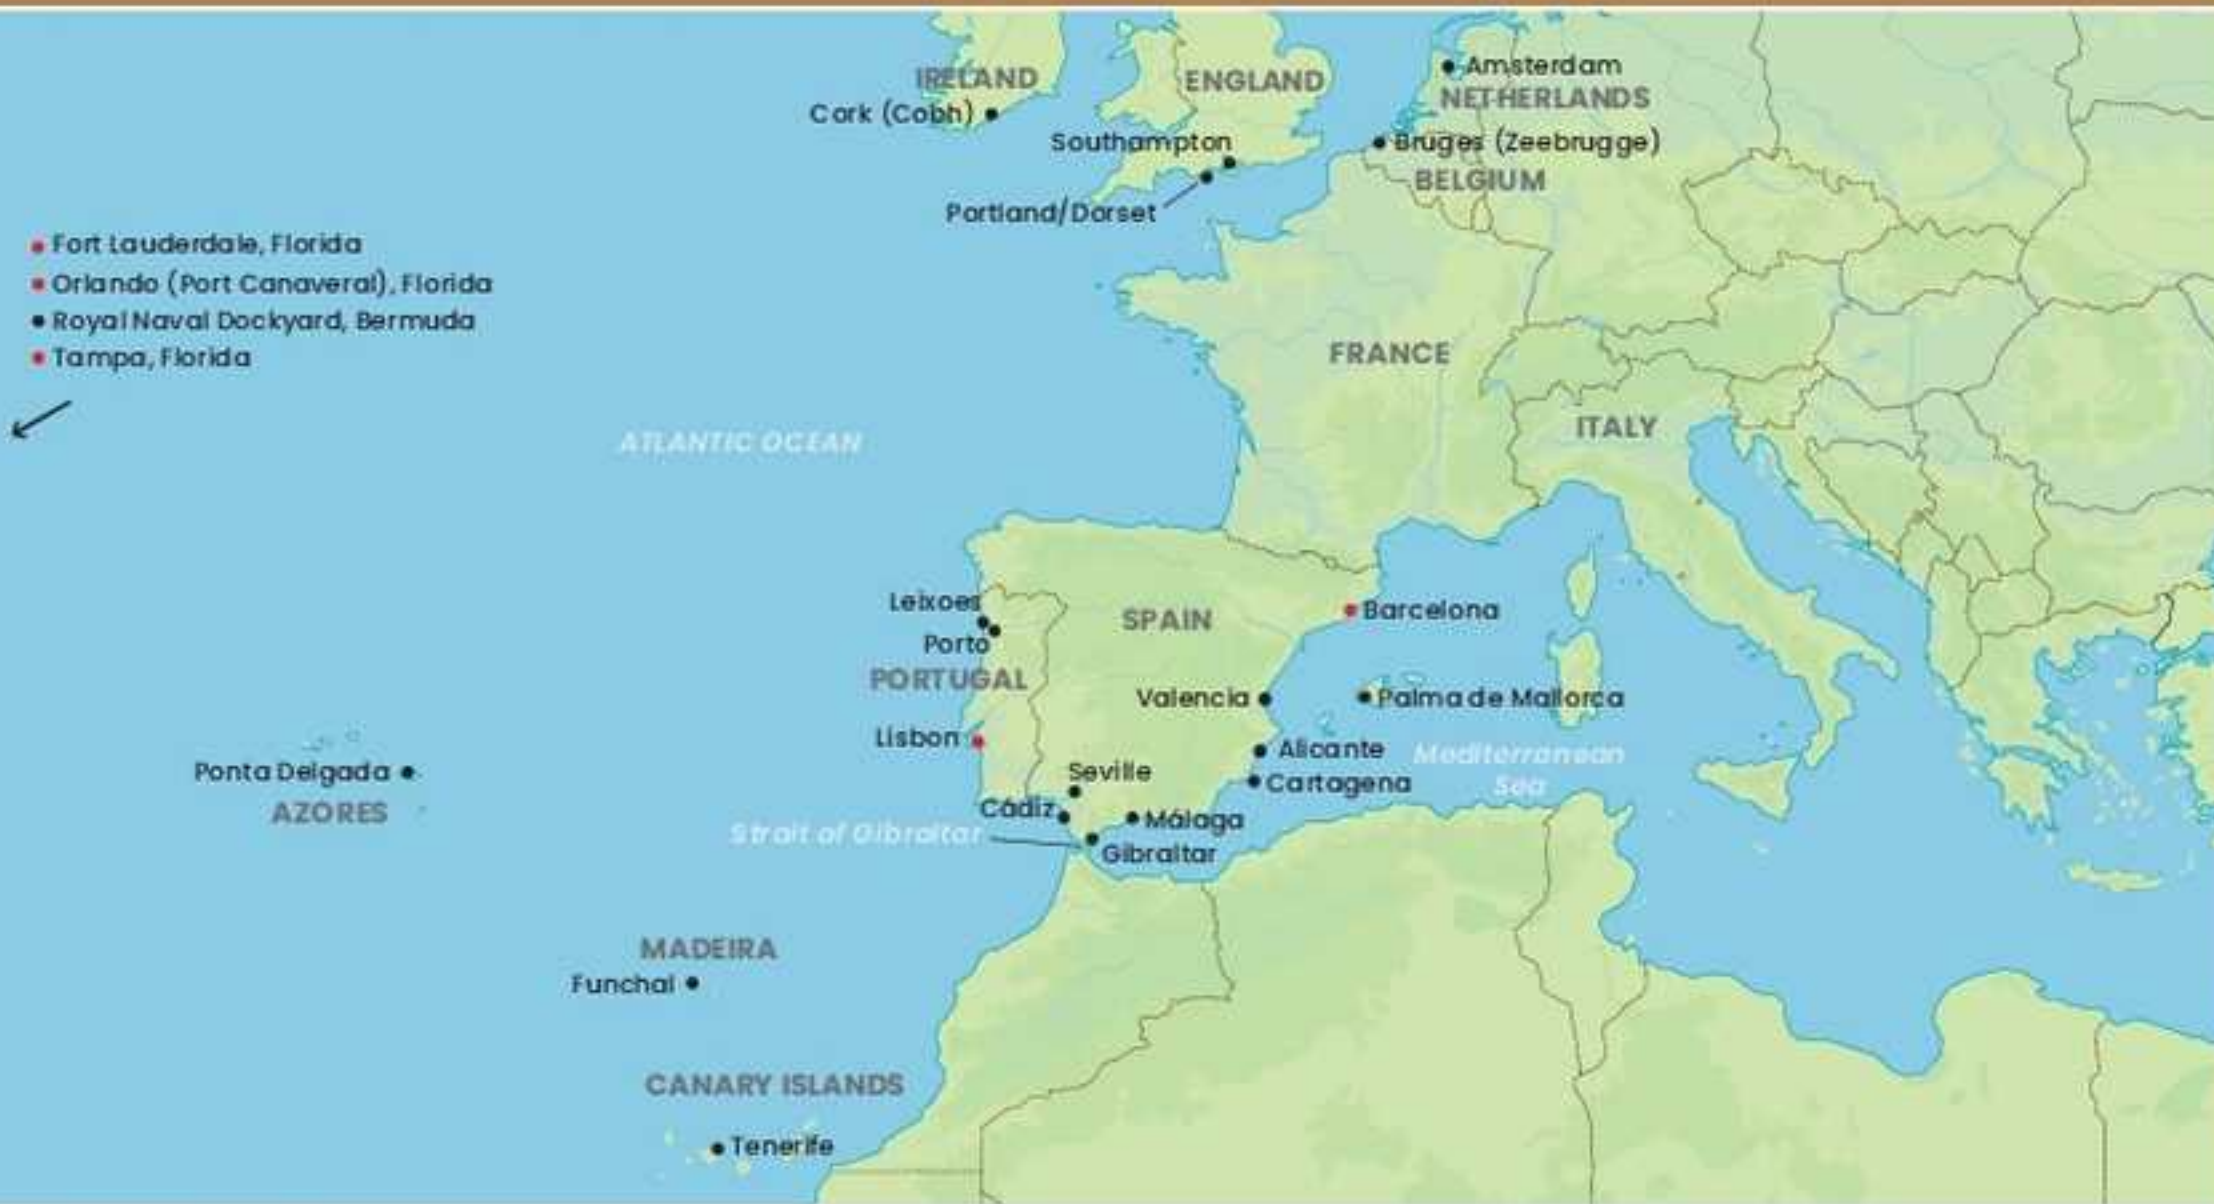 IRELAND
ENGLAND
Amsterdam
NETHERLANDS
Cork (Cobh)
Southampton
Bruges (Zeebrugge)
BELGIUM
Portland/Dorset
Fort Lauderdale, Florida
Orlando (Port Canaveral), Florida
Royal Naval Dockyard, Bermuda
Tampa, Florida
FRANCE
ITALY
ATLANTIC OCEAN
Leixoes
Porto
SPAIN
Barcelona
PORTUGAL
Valencia
Palma de Mallorca
Lisbon
Alicante
Mediterranean
Sea
Ponta Delgada
AZORES
Seville
Cartagena
Cádiz
Málaga
Strait of Gibraltar
Gibraltar
MADEIRA
Funchal
CANARY ISLANDS
Tenerife